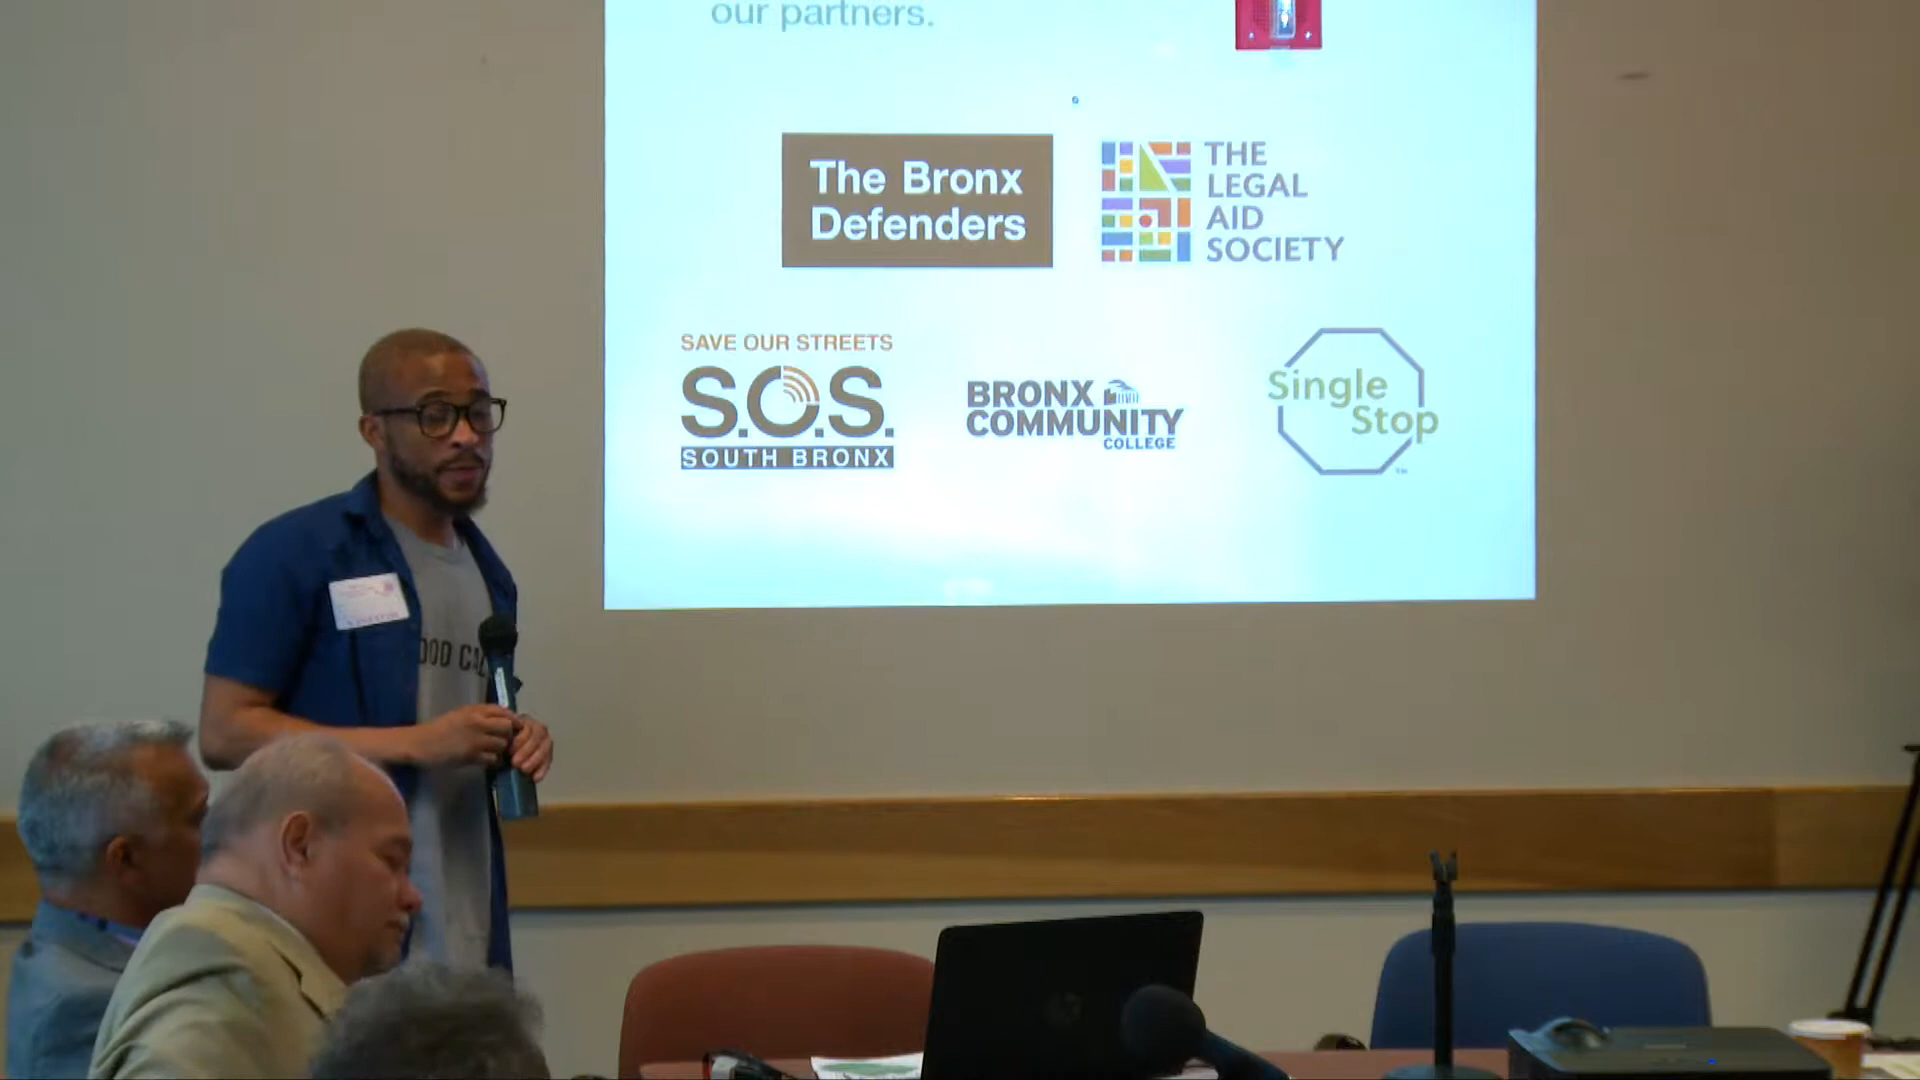 our partners.
The Bronx
Defenders
THE
LEGAL
AID
SOCIETY
SAVE OUR STREETS
S.O.S.
SOUTH BRONX
BRONX
COMMUNITY
COLLEGE
Single
Stop
TM